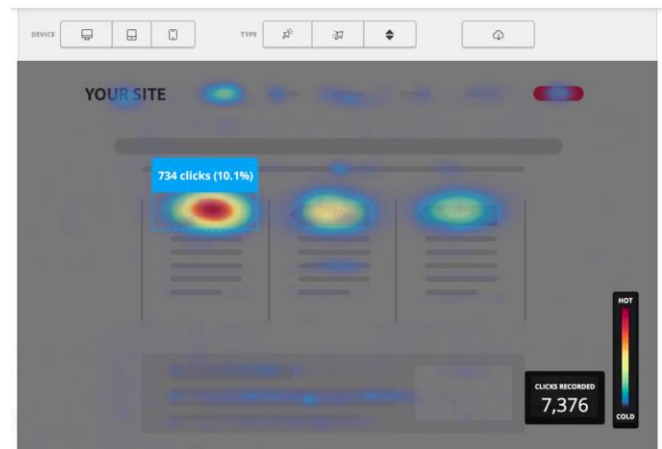 DEVICE
TYPE
YOUR SITE
734 clicks (10.1%)
HOT
CLICKS RECORDED
7,376
COLD